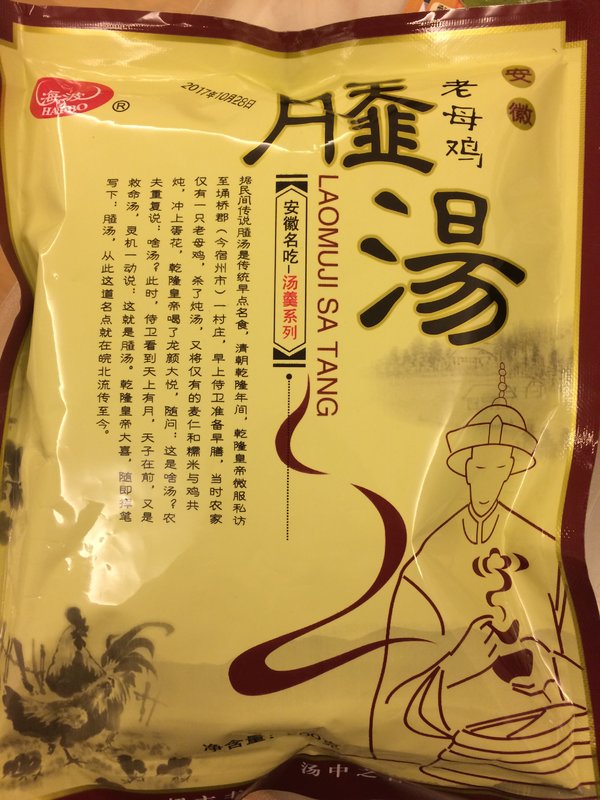 海波
HAIBO
®
2017年10月28日
安徽
老母鸡
汤
LAOMUJI SA TANG
安徽名吃-汤羹系列
据民间传说汤是传统早点名食，清朝乾隆年间，乾隆皇帝微服私访
至埇桥郡（今宿州市）一村庄，早上侍卫准备早膳，当时农家
仅有一只老母鸡，杀了炖汤，又将仅有的麦仁和糯米与鸡共
炖，冲上蛋花，乾隆皇帝喝了龙颜大悦，随问：这是啥汤？农
夫重复说：啥汤？此时，侍卫看到天上有月，天子在前，又是
救命汤，灵机一动说：这就是汤。乾隆皇帝大喜，随即笔
写下：汤，从此这道名点就在皖北流传至今。
净含量：
汤中之